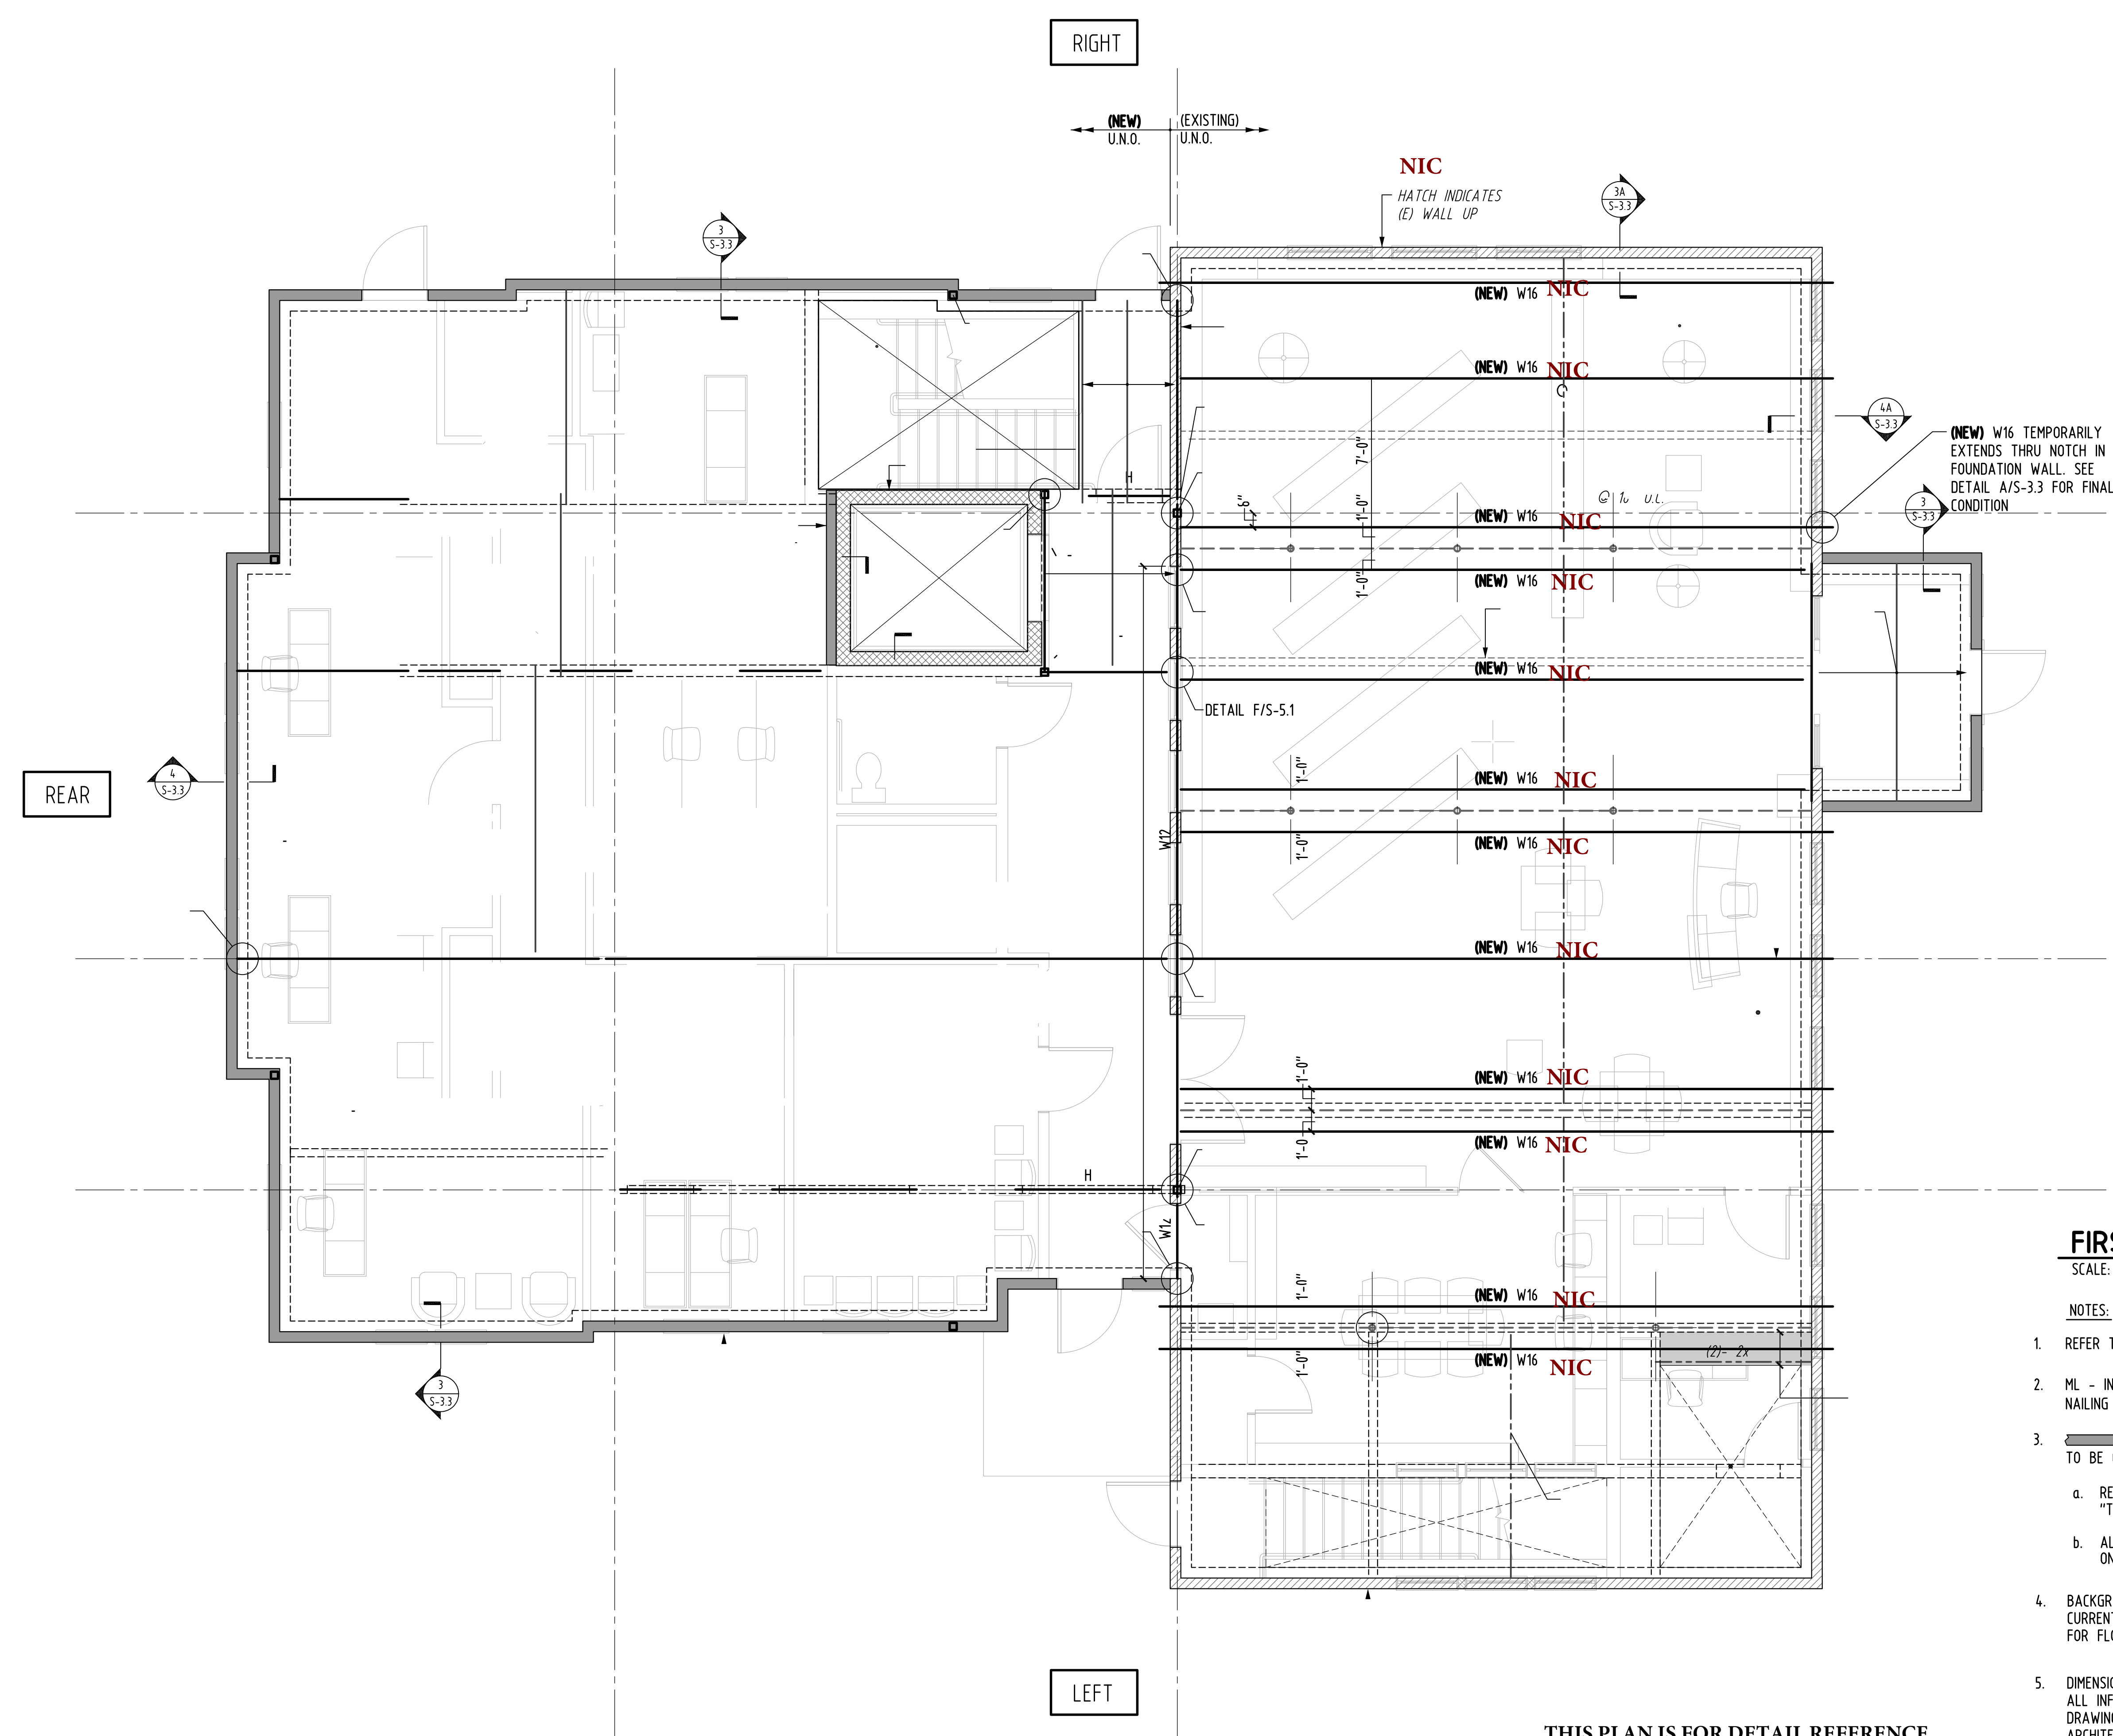 RIGHT
(NEW)
U.N.O.
(EXISTING)
U.N.O.
NIC
HATCH INDICATES
(E) WALL UP
3A
S-3.3
3
S-3.3
(NEW) W16 NIC
(NEW) W16 NIC
4A
S-3.3
(NEW) W16 TEMPORARILY
EXTENDS THRU NOTCH IN
FOUNDATION WALL. SEE
DETAIL A/S-3.3 FOR FINAL
CONDITION
7'-0"
H
6"
1'-0"
(NEW) W16 NIC
3
S-3.3
1'-0"
(NEW) W16 NIC
(NEW) W16 NIC
DETAIL F/S-5.1
REAR
4
S-3.3
1'-0"
(NEW) W16 NIC
W12
1'-0"
(NEW) W16 NIC
(NEW) W16 NIC
1'-0"
(NEW) W16 NIC
1'-0
(NEW) W16 NIC
H
W12
1'-0"
(NEW) W16 NIC
(2)- 2x
1'-0"
(NEW) W16 NIC
3
S-3.3
FIRS
SCALE:
NOTES:
1. REFER T
2. ML - IN
NAILING
3.
TO BE
a. RE
"T
b. AL
ON
4. BACKGR
CURRENT
FOR FLO
5. DIMENSI
ALL INF
DRAWING
ARCHITE
LEFT
THIS PLAN IS FOR DETAIL REFERENCE